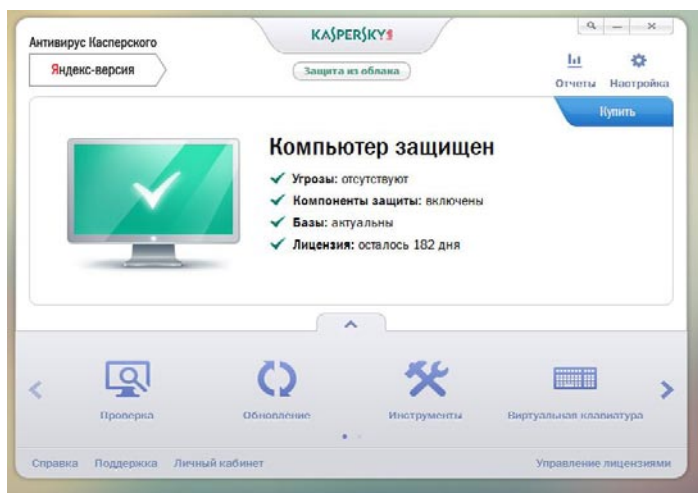 Антивирус Касперского
Яндекс-версия
KASPERSKY
Защита из облака
Отчеты
Настройка
Купить
Компьютер защищен
Угрозы: отсутствуют
Компоненты защиты: включены
Базы: актуальны
Лицензия: осталось 182 дня
Проверка
Обновление
Инструменты
Виртуальная клавиатура
Справка
Поддержка
Личный кабинет
Управление лицензиями